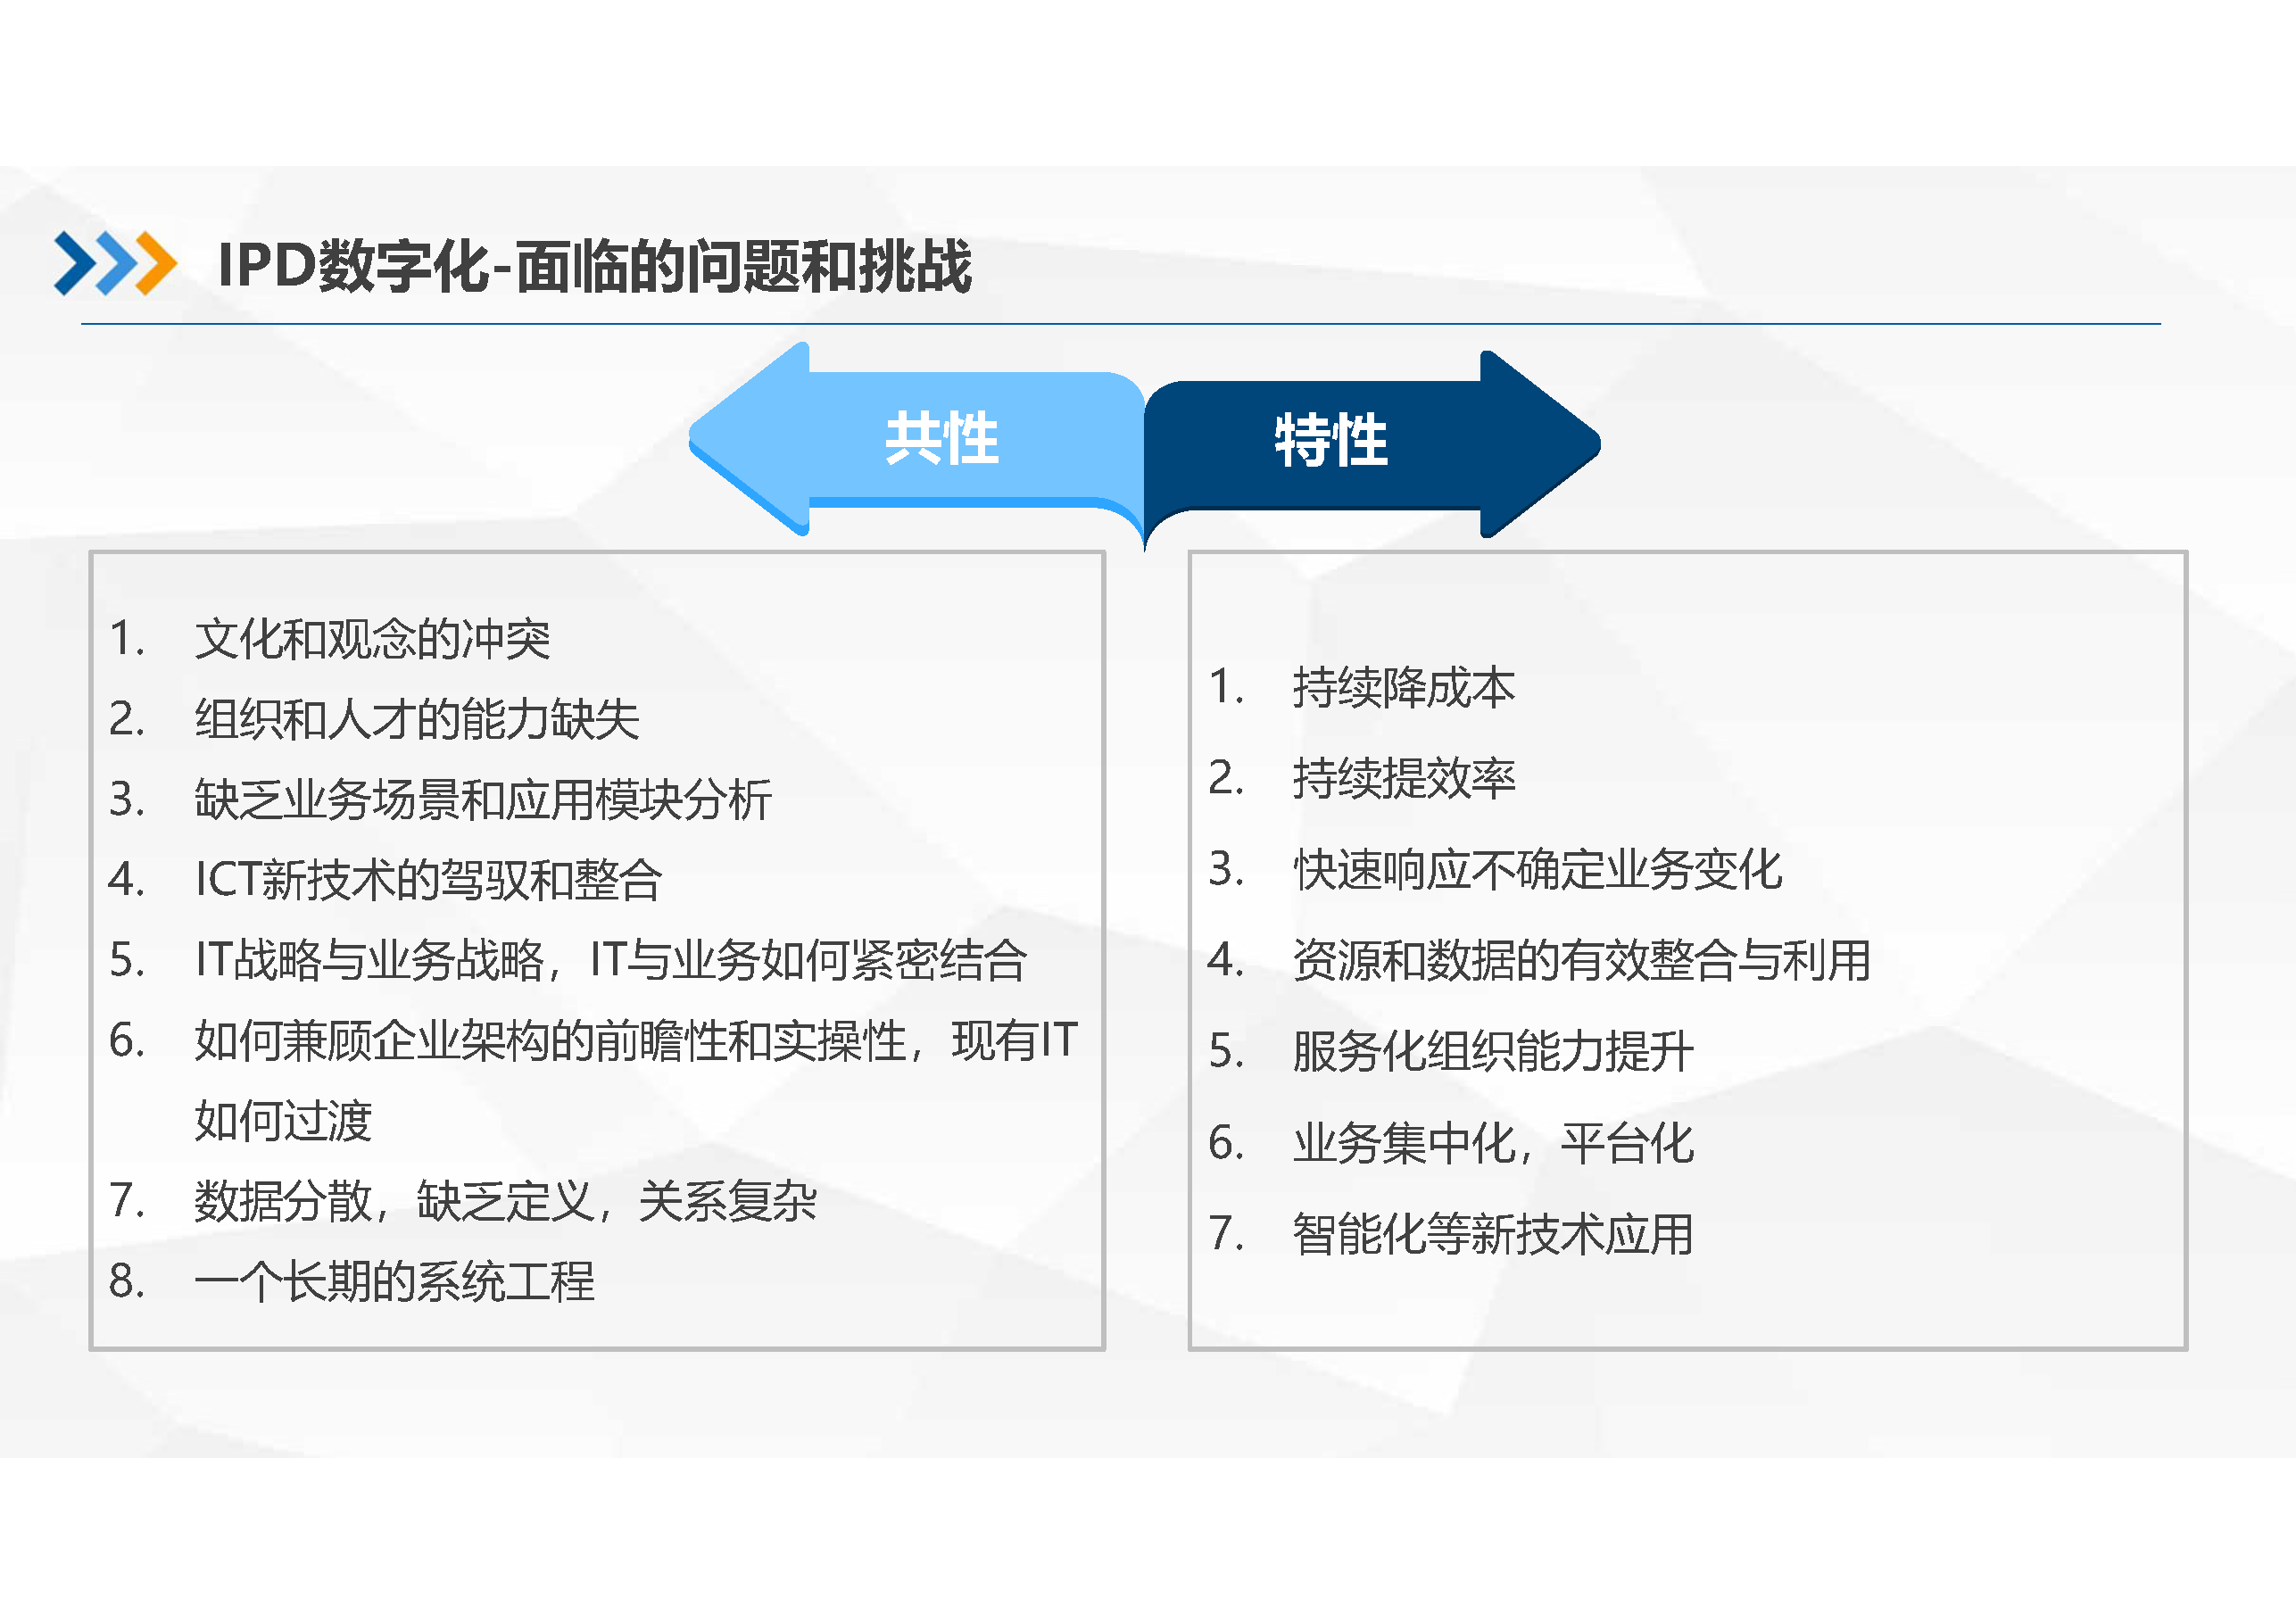 IPD数字化-面临的问题和挑战
共性
特性
1. 文化和观念的冲突
2. 组织和人才的能力缺失
3. 缺乏业务场景和应用模块分析
4. ICT新技术的驾驭和整合
5. IT战略与业务战略，IT与业务如何紧密结合
6. 如何兼顾企业架构的前瞻性和实操性，现有IT
如何过渡
7. 数据分散，缺乏定义，关系复杂
8. 一个长期的系统工程
1. 持续降成本
2. 持续提效率
3. 快速响应不确定业务变化
4. 资源和数据的有效整合与利用
5. 服务化组织能力提升
6. 业务集中化，平台化
7. 智能化等新技术应用